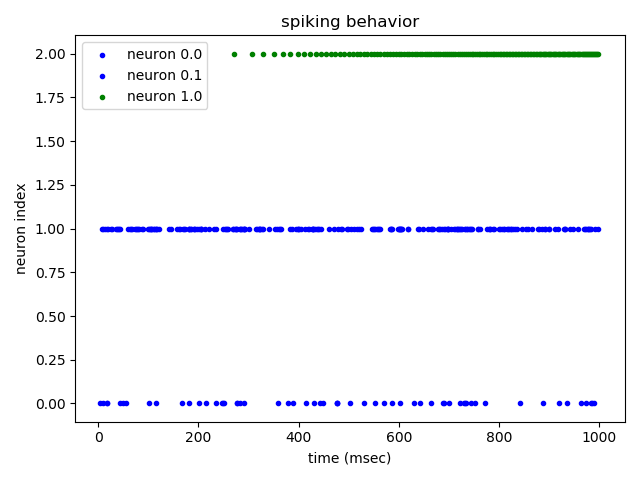 spiking behavior
neuron 0.0
neuron 0.1
neuron 1.0
2.00
1.75
1.50
1.25
1.00
0.75
0.50
0.25
0.00
neuron index
0 200 400 600 800 1000
time (msec)